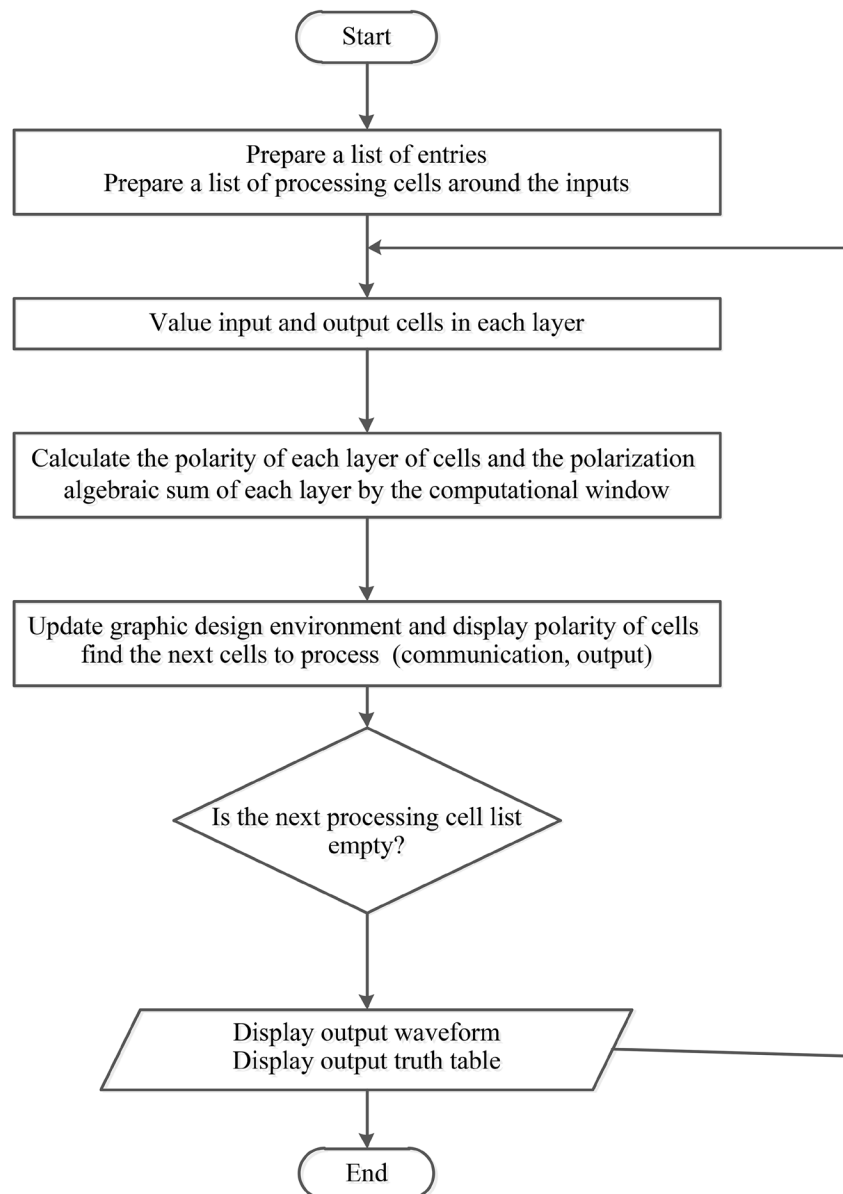 Start
Prepare a list of entries
Prepare a list of processing cells around the inputs
Value input and output cells in each layer
Calculate the polarity of each layer of cells and the polarization
algebraic sum of each layer by the computational window
Update graphic design environment and display polarity of cells
find the next cells to process (communication, output)
Is the next processing cell list
empty?
Display output waveform
Display output truth table
End